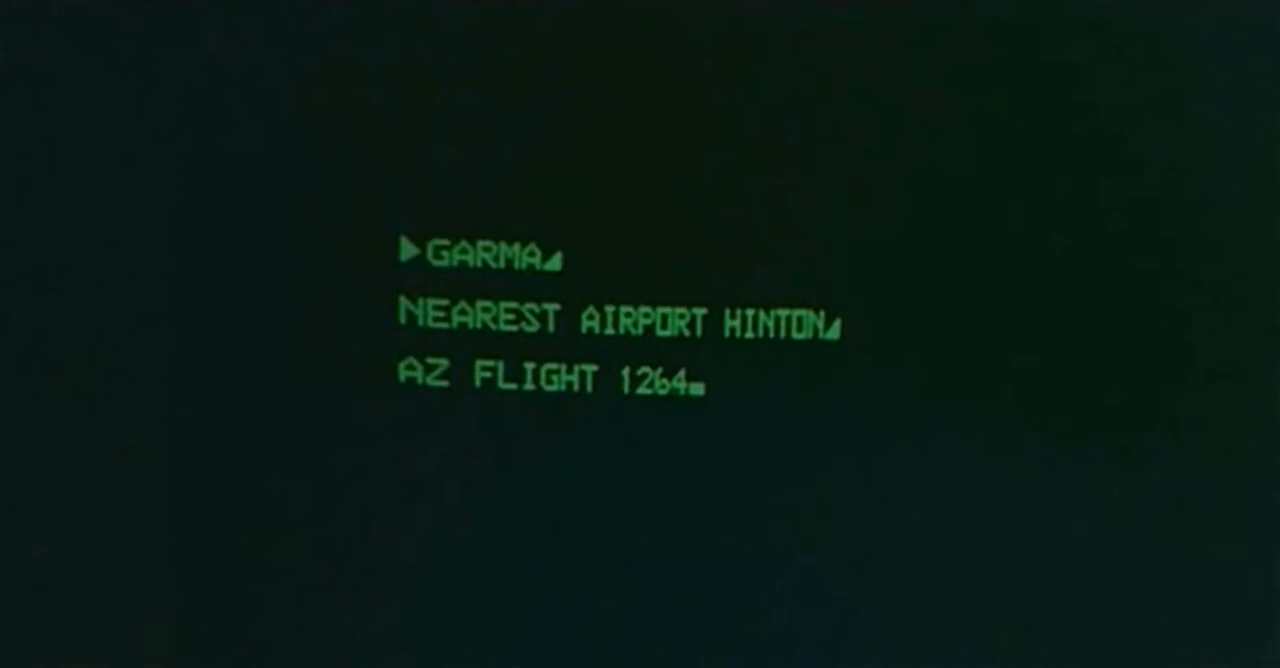 ▶GARMA◢
NEAREST AIRPORT HINTON◢
AZ FLIGHT 1264■